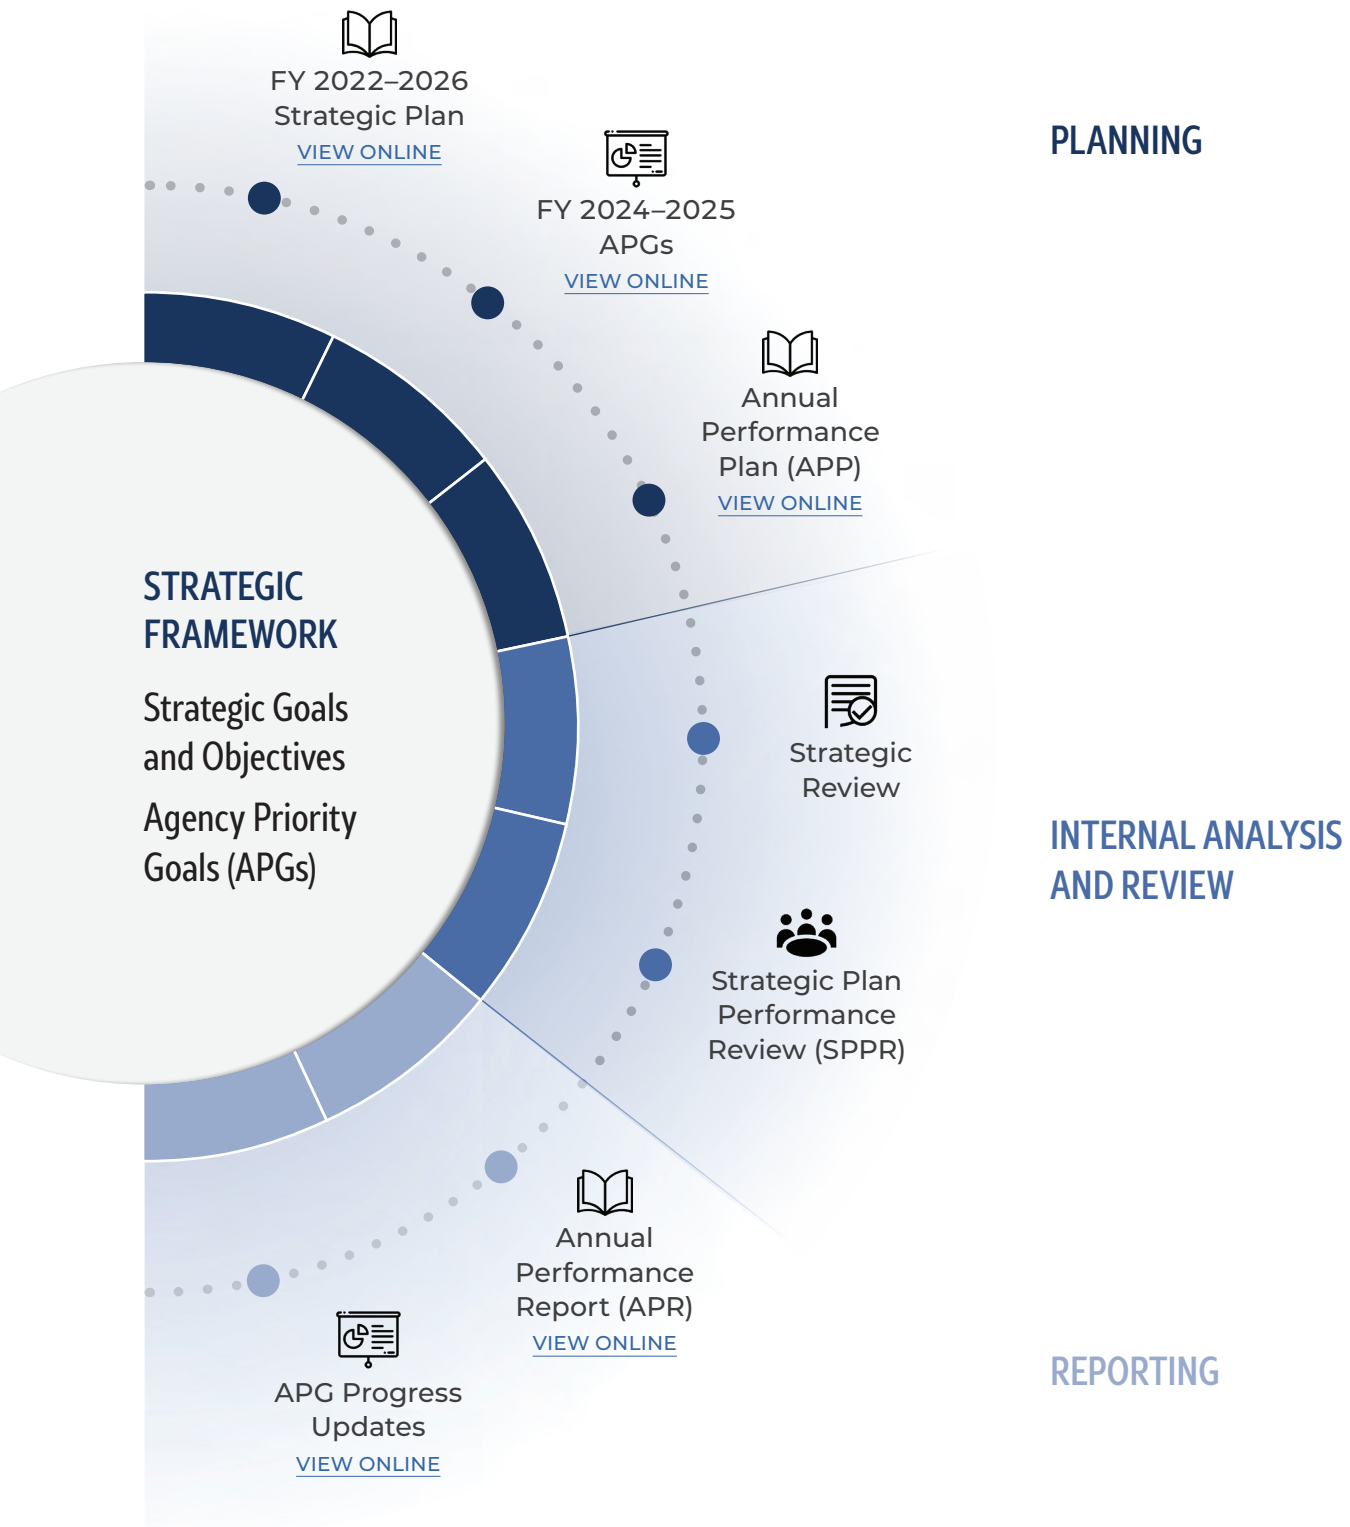 FY 2022–2026
Strategic Plan
VIEW ONLINE
PLANNING
FY 2024–2025
APGs
VIEW ONLINE
Annual
Performance
Plan (APP)
VIEW ONLINE
STRATEGIC
FRAMEWORK
Strategic Goals
and Objectives
Agency Priority
Goals (APGs)
Strategic
Review
INTERNAL ANALYSIS
AND REVIEW
Strategic Plan
Performance
Review (SPPR)
Annual
Performance
Report (APR)
VIEW ONLINE
REPORTING
APG Progress
Updates
VIEW ONLINE